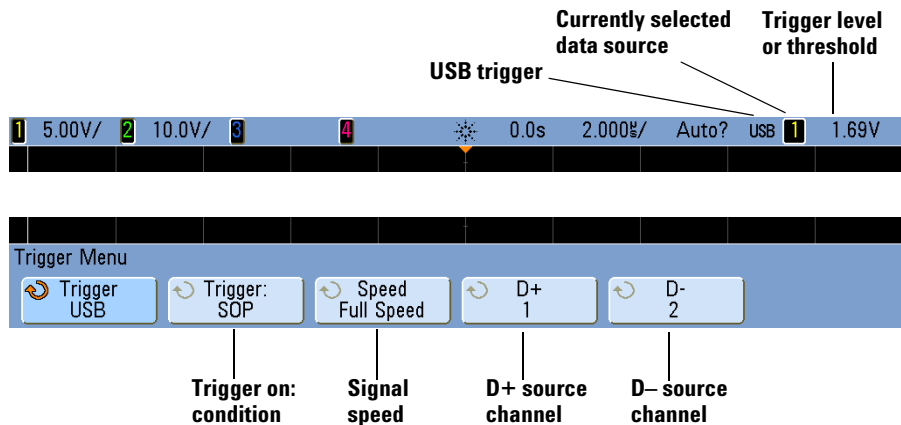 Currently selected
data source
Trigger level
or threshold
USB trigger
1 5.00V/ 2 10.0V/ 3 4 0.0s 2.000㎲/ Auto? USB 1 1.69V
Trigger Menu
Trigger
USB
Trigger:
SOP
Speed
Full Speed
D+
1
D-
2
Trigger on:
condition
Signal
speed
D+ source
channel
D– source
channel